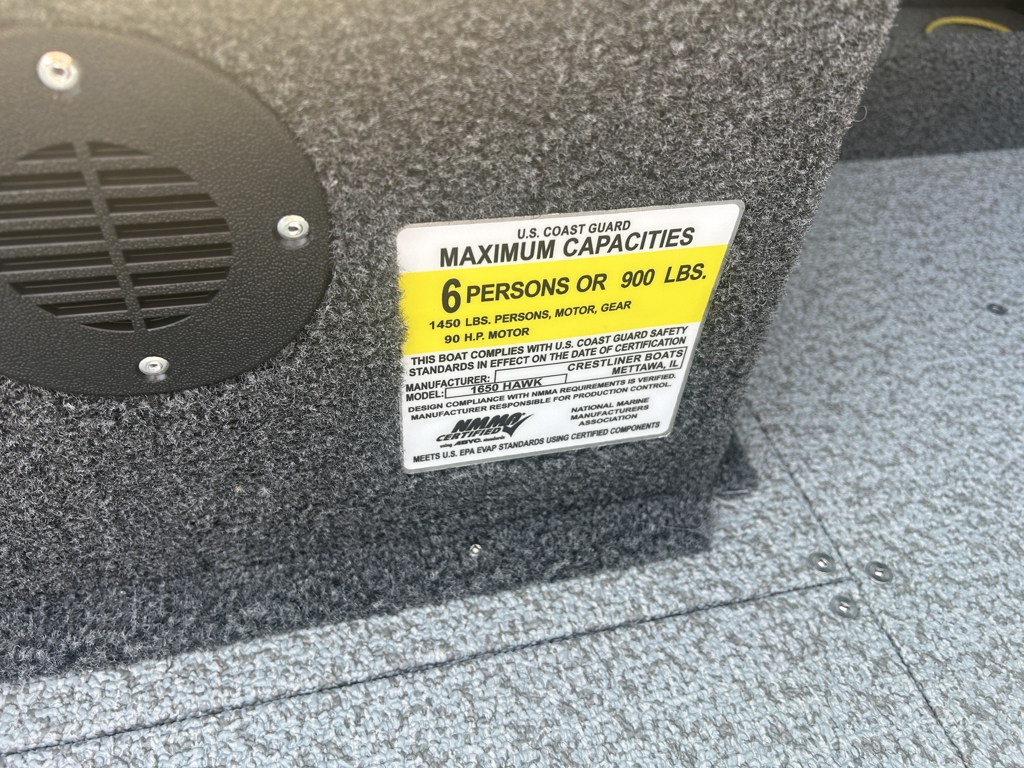 U.S. COAST GUARD
MAXIMUM CAPACITIES
6 PERSONS OR 900 LBS.
1450 LBS. PERSONS, MOTOR, GEAR
90 H.P. MOTOR
THIS BOAT COMPLIES WITH U.S. COAST GUARD SAFETY
STANDARDS IN EFFECT ON THE DATE OF CERTIFICATION
MANUFACTURER: CRESTLINER BOATS
METTAWA, IL
MODEL: 1650 HAWK
DESIGN COMPLIANCE WITH NMMA REQUIREMENTS IS VERIFIED.
MANUFACTURER RESPONSIBLE FOR PRODUCTION CONTROL.
NMMA
CERTIFIED
using ABYC standards
NATIONAL MARINE
MANUFACTURERS
ASSOCIATION
MEETS U.S. EPA EVAP STANDARDS USING CERTIFIED COMPONENTS